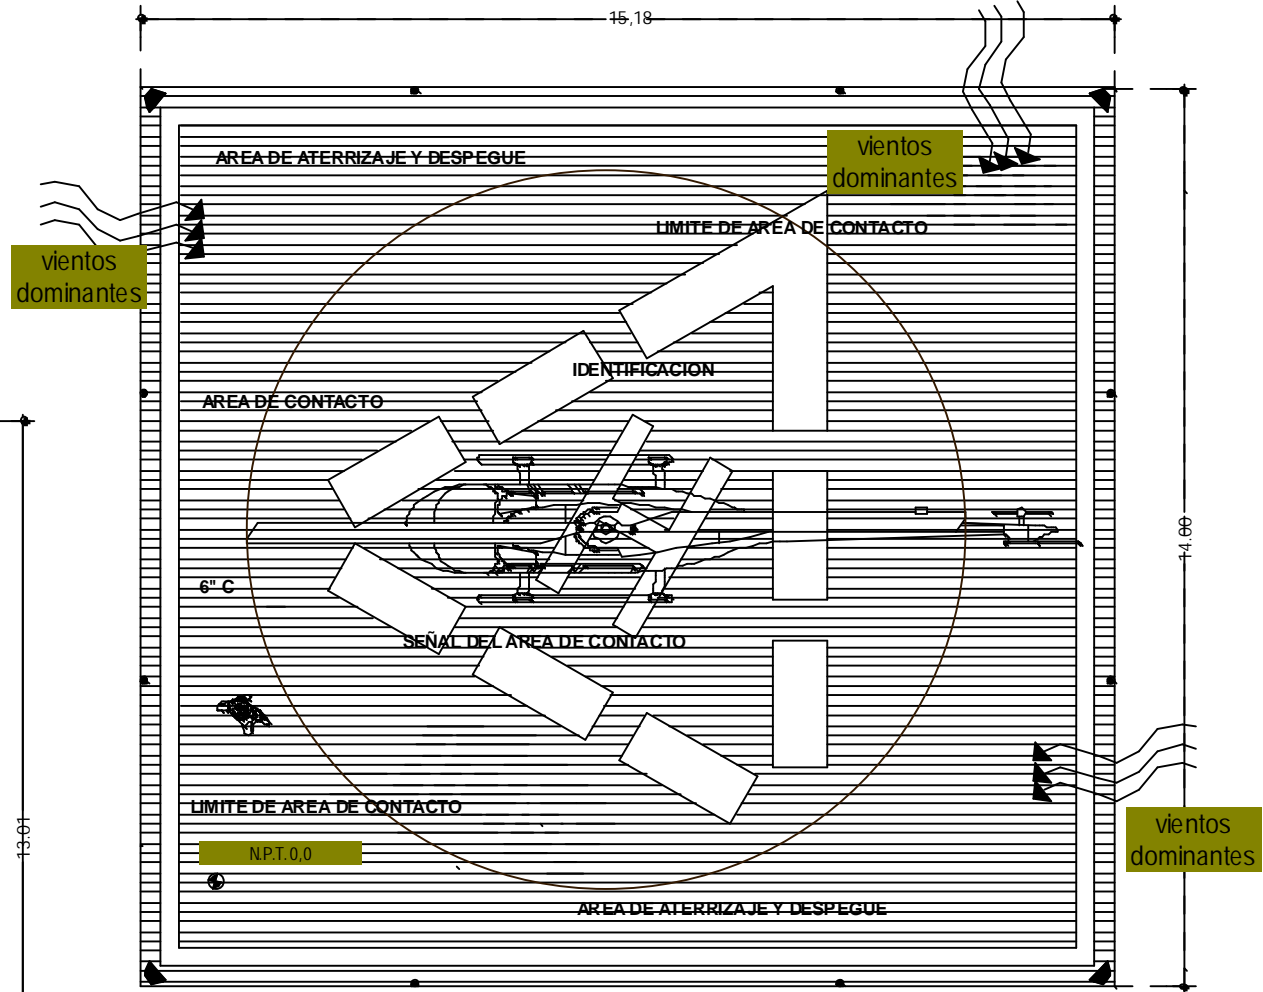 15,18
AREA DE ATERRIZAJE Y DESPEGUE
vientos
dominantes
LIMITE DE AREA DE CONTACTO
vientos
dominantes
IDENTIFICACION
AREA DE CONTACTO
14.00
6" C
SEÑAL DEL AREA DE CONTACTO
LIMITE DE AREA DE CONTACTO
13.01
N.P.T. 0,0
vientos
dominantes
AREA DE ATERRIZAJE Y DESPEGUE